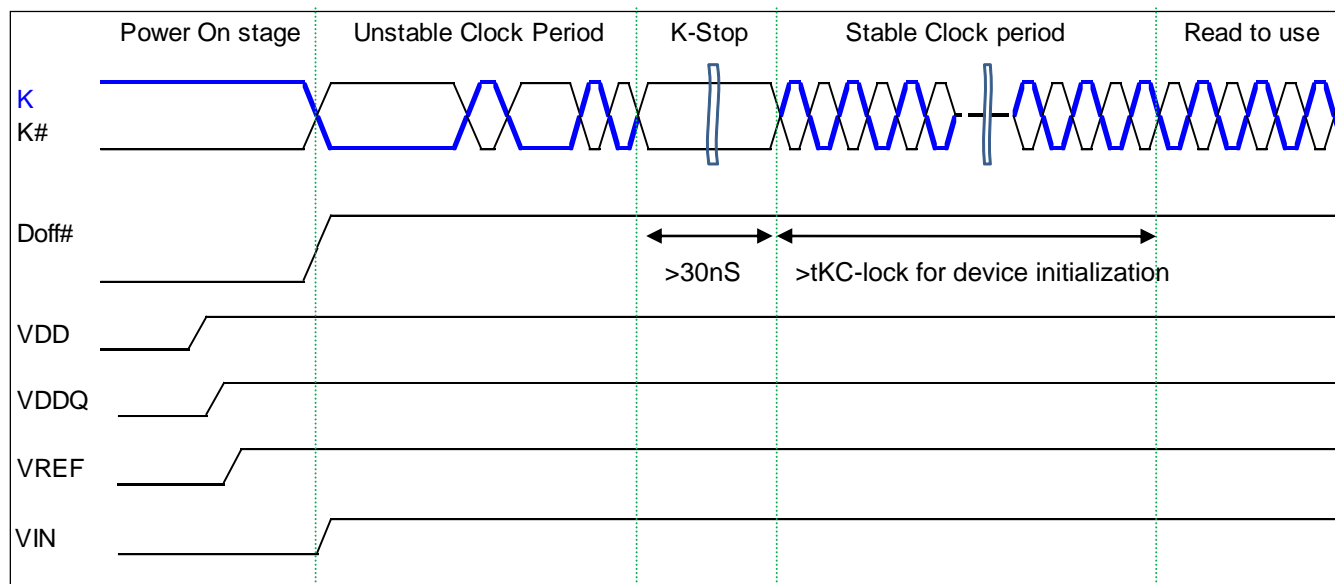 Power On stage
Unstable Clock Period
K-Stop
Stable Clock period
Read to use
K
K#
Doff#
>30nS
>tKC-lock for device initialization
VDD
VDDQ
VREF
VIN